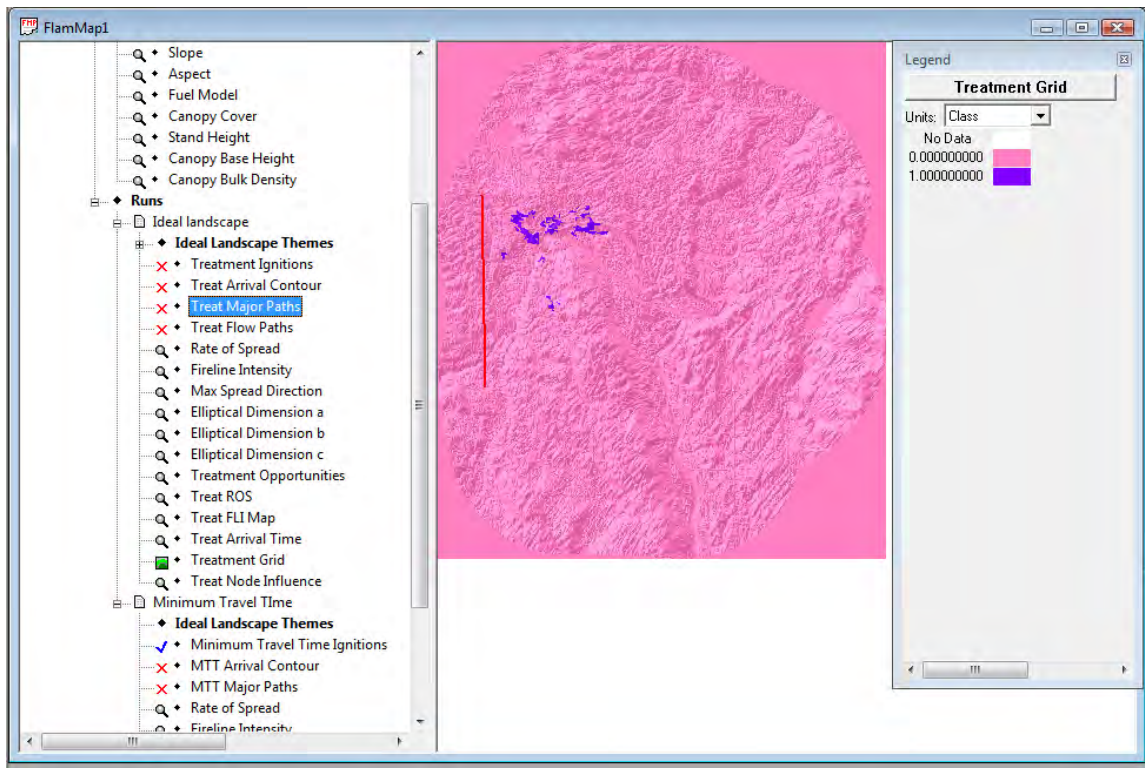 FMP FlamMap1
Slope
Aspect
Fuel Model
Canopy Cover
Stand Height
Canopy Base Height
Canopy Bulk Density
Runs
Ideal landscape
Ideal Landscape Themes
Treatment Ignitions
Treat Arrival Contour
Treat Major Paths
Treat Flow Paths
Rate of Spread
Fireline Intensity
Max Spread Direction
Elliptical Dimension a
Elliptical Dimension b
Elliptical Dimension c
Treatment Opportunities
Treat ROS
Treat FLI Map
Treat Arrival Time
Treatment Grid
Treat Node Influence
Minimum Travel TIme
Ideal Landscape Themes
Minimum Travel Time Ignitions
MTT Arrival Contour
MTT Major Paths
Rate of Spread
Fireline Intensity
Legend
Treatment Grid
Units: Class
No Data
0.000000000
1.000000000